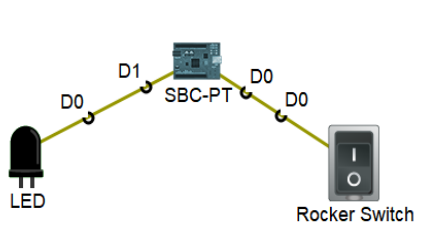 D1
D0
SBC-PT
D0
D0
LED
Rocker Switch